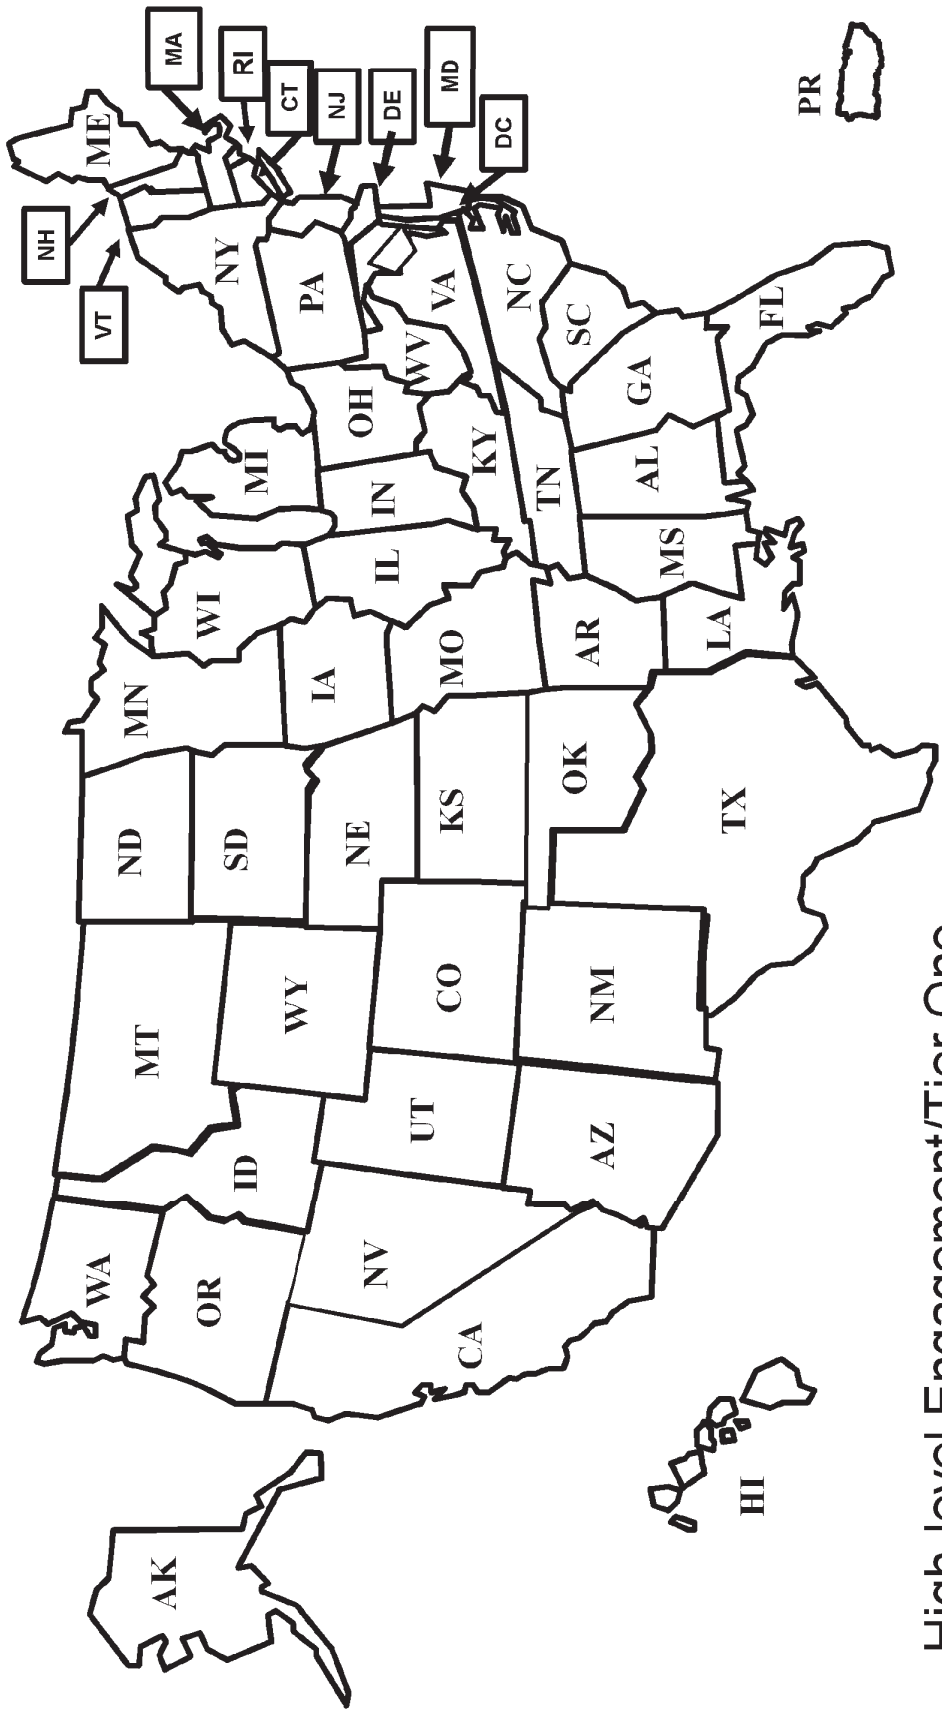 WA
MT
ND
MN
ME
NH
VT
MA
RI
CT
NJ
DE
MD
DC
OR
ID
WY
SD
WI
MI
NY
PA
NV
UT
CO
NE
IA
IL
IN
OH
WV
VA
CA
AZ
NM
KS
MO
KY
NC
TN
SC
OK
AR
MS
AL
GA
TX
LA
FL
AK
HI
PR
High-level Engagement/Tier One